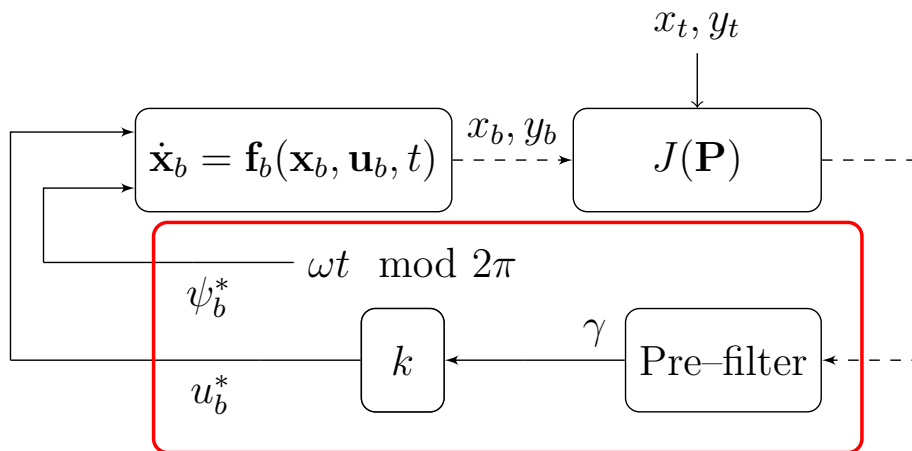 x_t, y_t
ẋ_b = f_b(x_b, u_b, t)
x_b, y_b
J(P)
ωt mod 2π
ψ_b^*
γ
k
Pre–filter
u_b^*